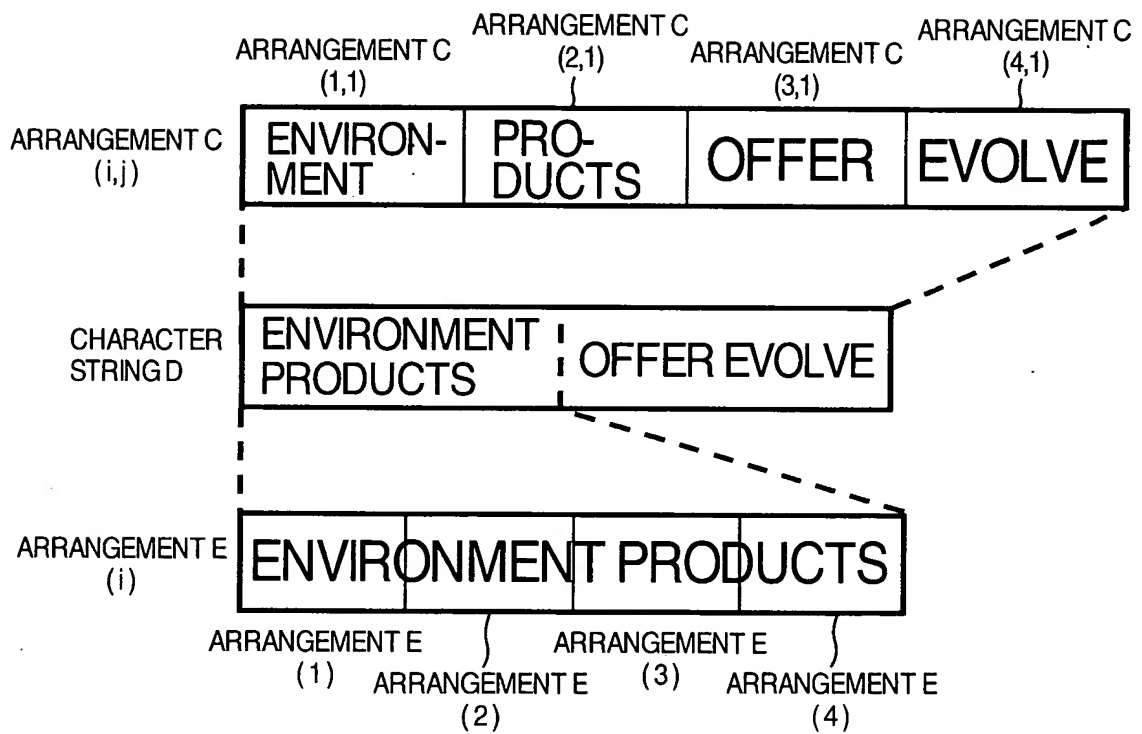 ARRANGEMENT C
(1,1)
ARRANGEMENT C
(2,1)
ARRANGEMENT C
(3,1)
ARRANGEMENT C
(4,1)
ARRANGEMENT C
(i,j)
ENVIRON-
MENT
PRO-
DUCTS
OFFER
EVOLVE
CHARACTER
STRING D
ENVIRONMENT
PRODUCTS
OFFER EVOLVE
ARRANGEMENT E
(i)
ENVIRONMENT PRODUCTS
ARRANGEMENT E
(1)
ARRANGEMENT E
(2)
ARRANGEMENT E
(3)
ARRANGEMENT E
(4)